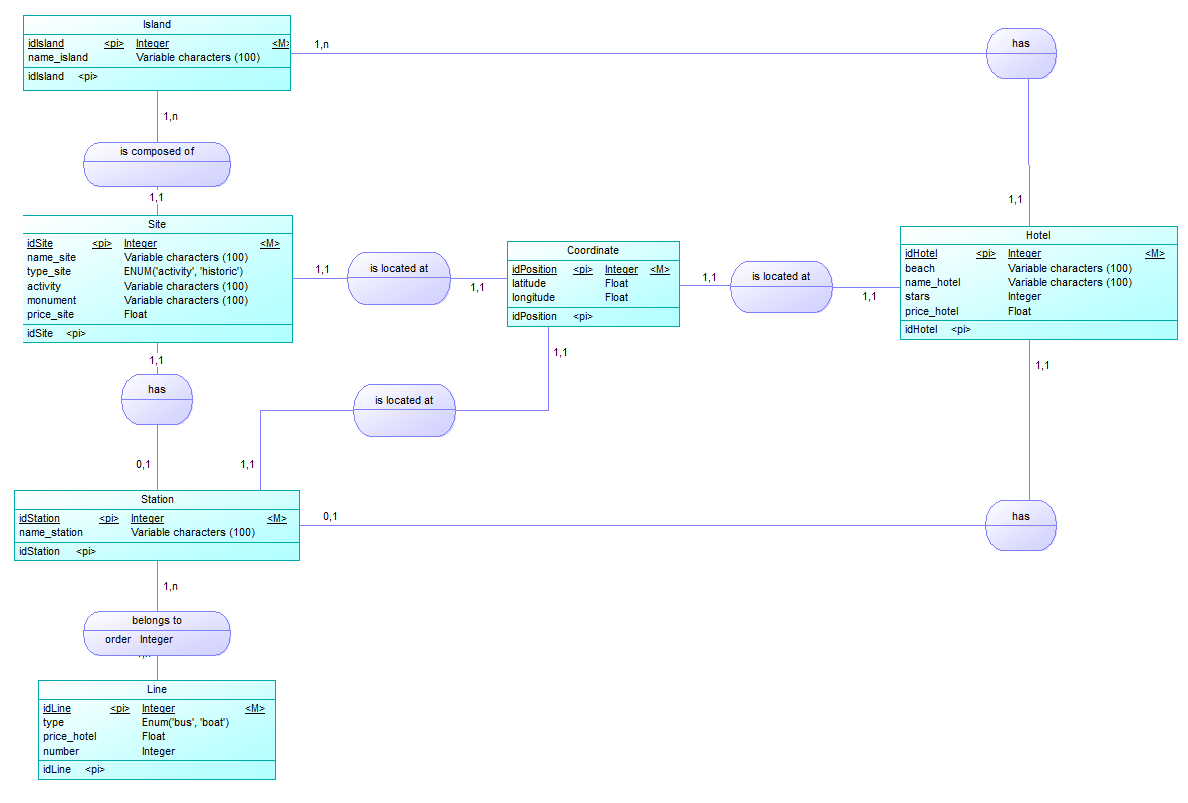 Island
idIsland <pi> Integer <M>
name_island Variable characters (100)
idIsland <pi>
1,n
has
1,n
is composed of
1,1
1,1
Site
idSite <pi> Integer <M>
name_site Variable characters (100)
type_site ENUM('activity', 'historic')
activity Variable characters (100)
monument Variable characters (100)
price_site Float
idSite <pi>
1,1
is located at
1,1
Coordinate
idPosition <pi> Integer <M>
latitude Float
longitude Float
idPosition <pi>
1,1
is located at
1,1
Hotel
idHotel <pi> Integer <M>
beach Variable characters (100)
name_hotel Variable characters (100)
stars Integer
price_hotel Float
idHotel <pi>
1,1
has
1,1
1,1
is located at
0,1
1,1
Station
idStation <pi> Integer <M>
name_station Variable characters (100)
idStation <pi>
0,1
has
1,n
belongs to
order Integer
Line
idLine <pi> Integer <M>
type Enum('bus', 'boat')
price_hotel Float
number Integer
idLine <pi>